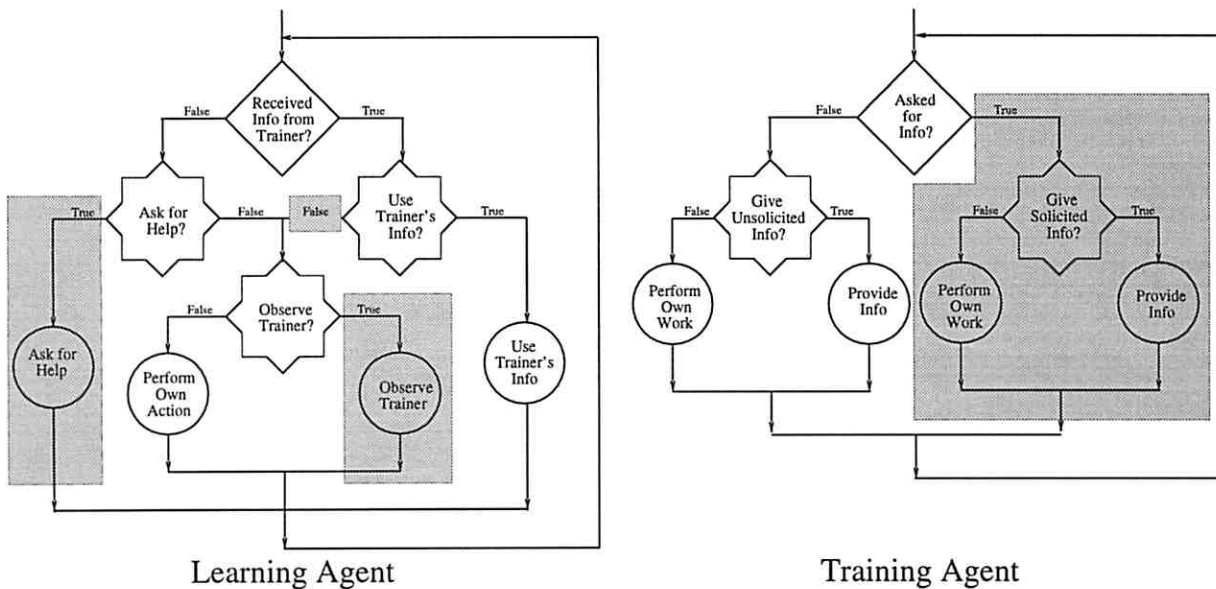 Received
Info from
Trainer?
False
True
Ask for
Help?
True
False
False
Use
Trainer's
Info?
True
Observe
Trainer?
False
True
Ask for
Help
Perform
Own
Action
Observe
Trainer
Use
Trainer's
Info
Learning Agent
Asked
for
Info?
False
True
Give
Unsolicited
Info?
False
True
Give
Solicited
Info?
False
True
Perform
Own
Work
Provide
Info
Perform
Own
Work
Provide
Info
Training Agent